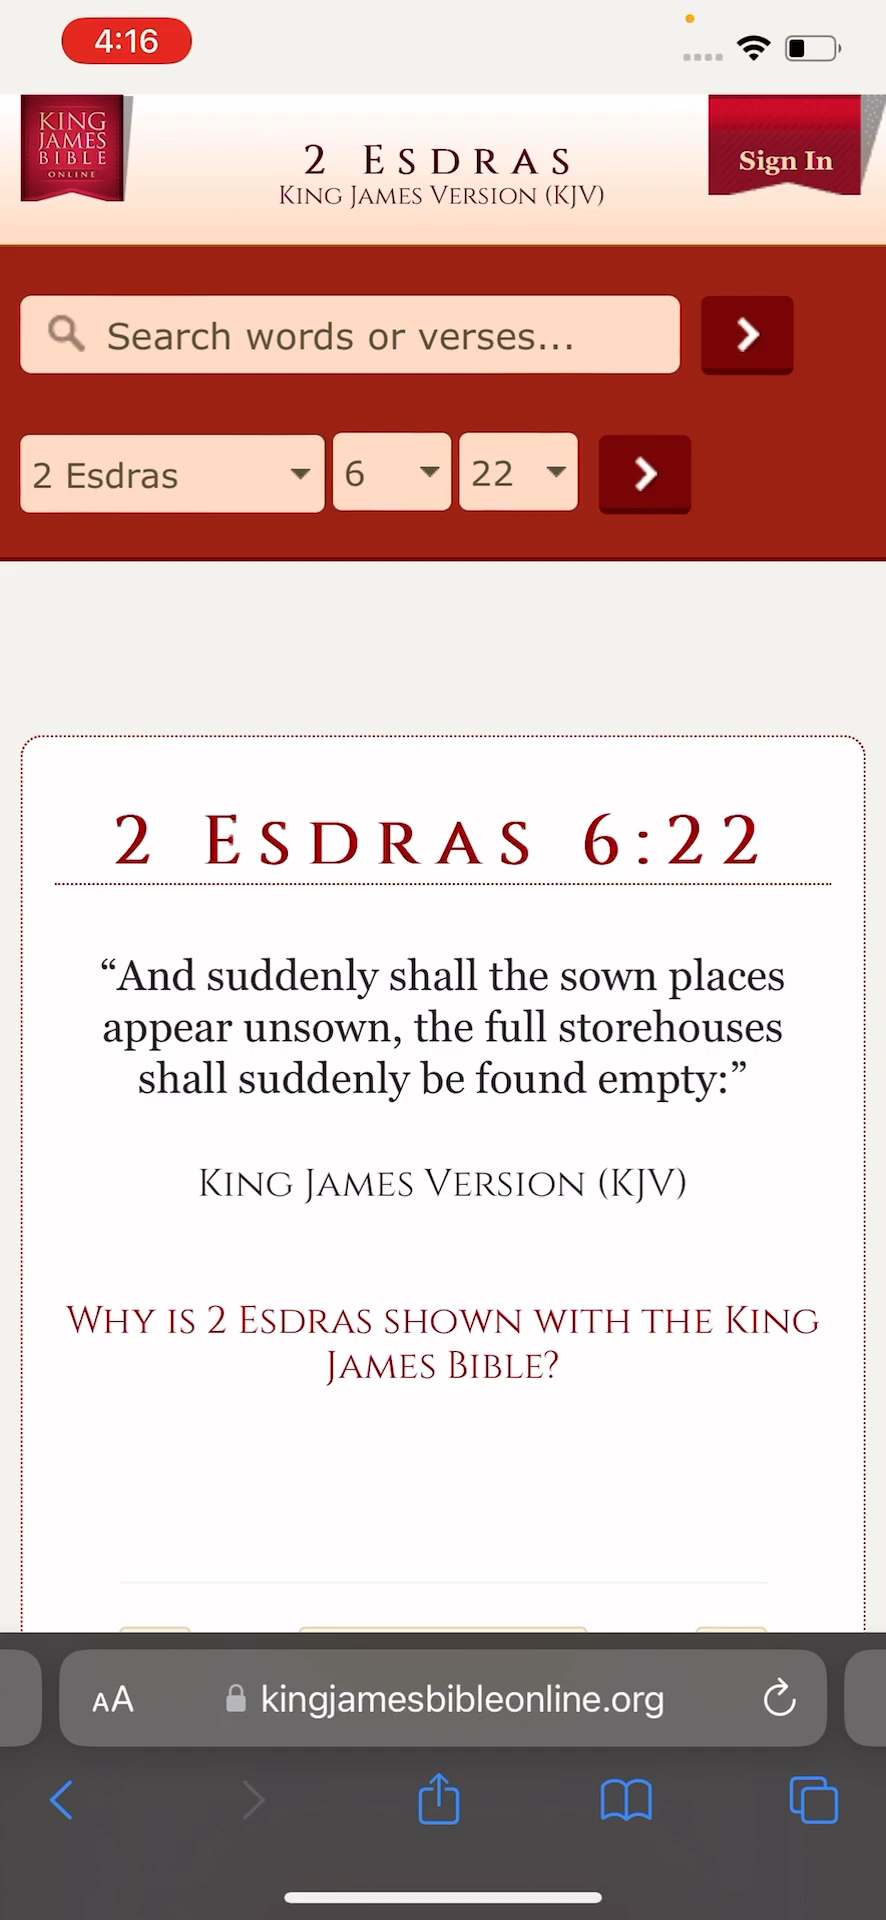 4:16
KING
JAMES
BIBLE
ONLINE
2 ESDRAS
KING JAMES VERSION (KJV)
Sign In
Search words or verses...
2 Esdras 6 22
2 ESDRAS 6:22
“And suddenly shall the sown places
appear unsown, the full storehouses
shall suddenly be found empty:”
KING JAMES VERSION (KJV)
WHY IS 2 ESDRAS SHOWN WITH THE KING
JAMES BIBLE?
AA kingjamesbibleonline.org